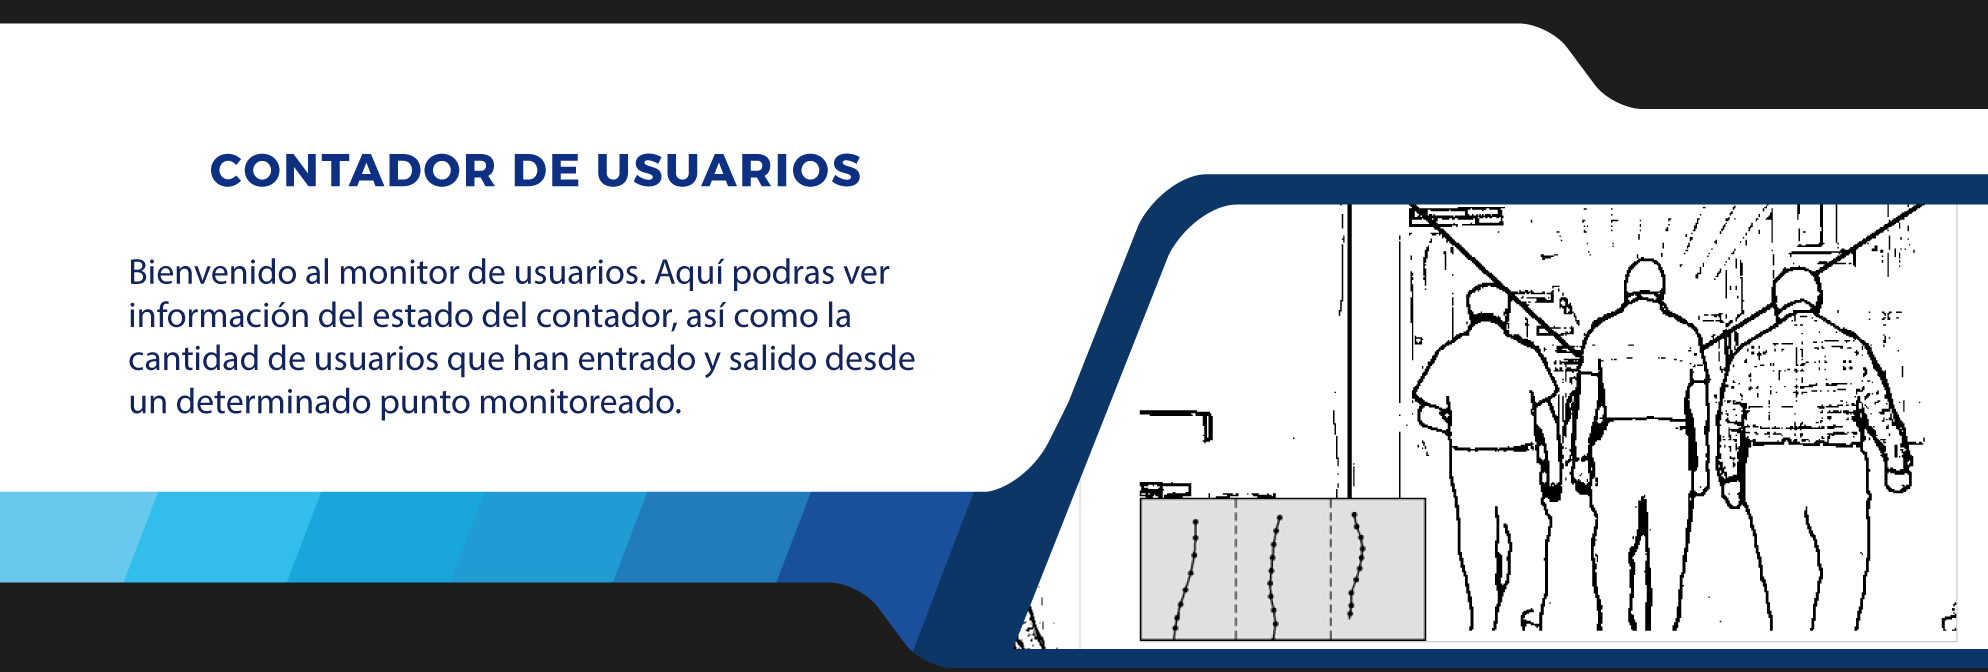 CONTADOR DE USUARIOS
Bienvenido al monitor de usuarios. Aquí podras ver
información del estado del contador, así como la
cantidad de usuarios que han entrado y salido desde
un determinado punto monitoreado.